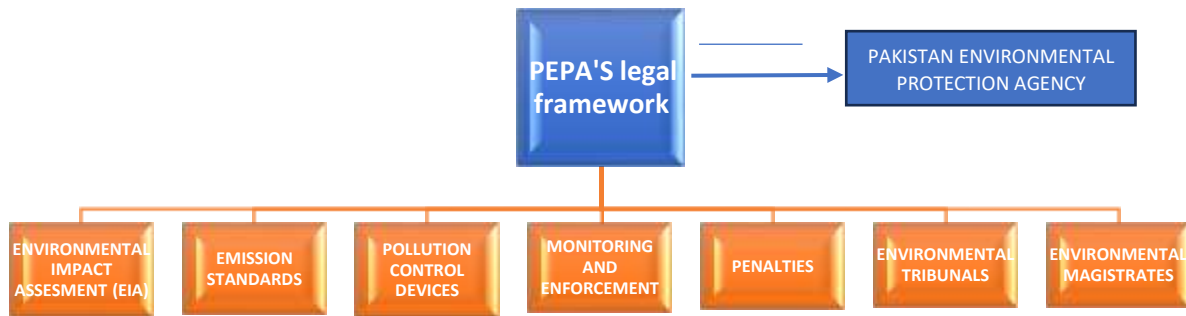 PEPA'S legal
framework
PAKISTAN ENVIRONMENTAL
PROTECTION AGENCY
ENVIRONMENTAL
IMPACT
ASSESMENT (EIA)
EMISSION
STANDARDS
POLLUTION
CONTROL
DEVICES
MONITORING
AND
ENFORCEMENT
PENALTIES
ENVIRONMENTAL
TRIBUNALS
ENVIRONMENTAL
MAGISTRATES